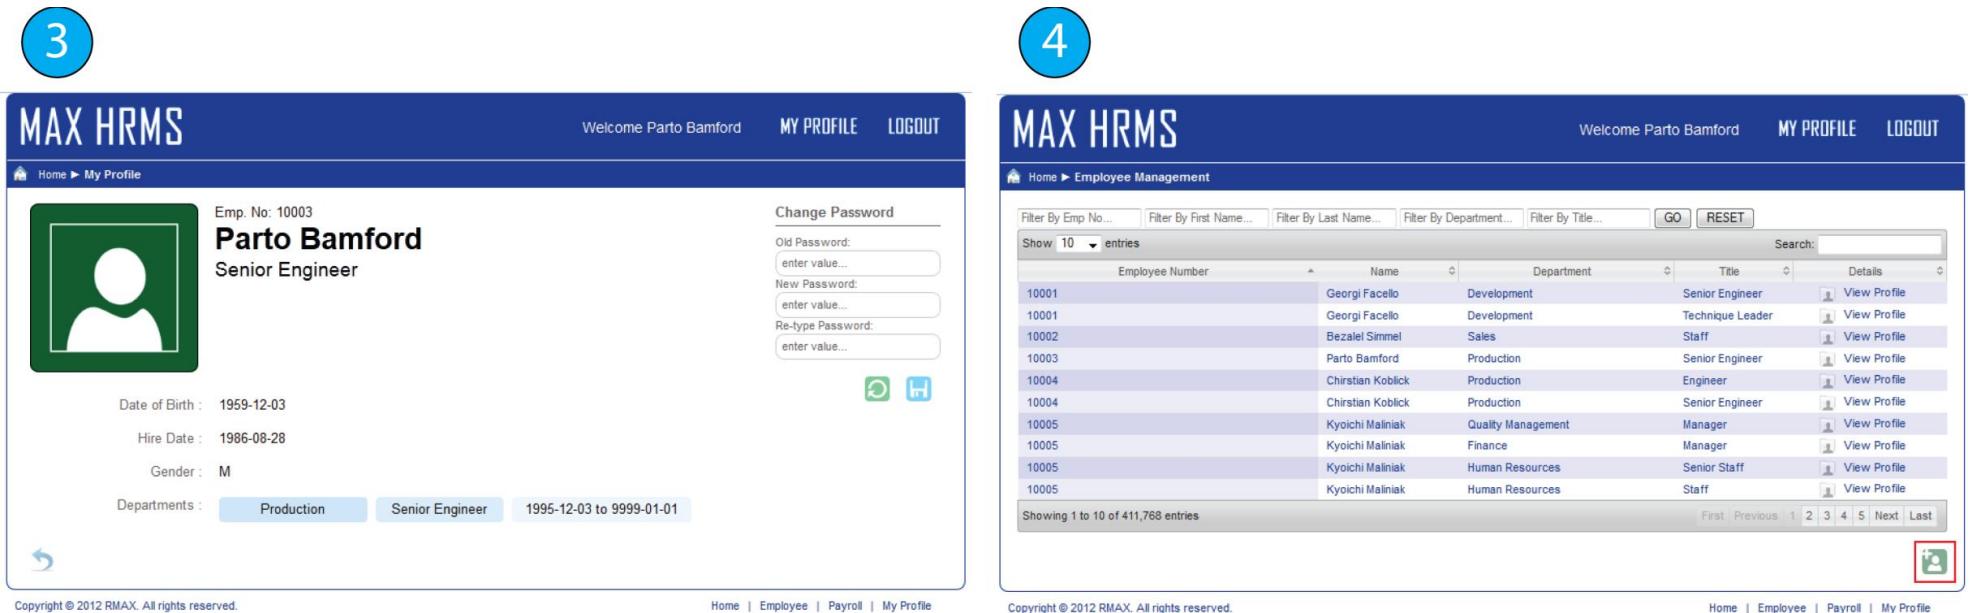 3
MAX HRMS
Welcome Parto Bamford MY PROFILE LOGOUT
Home ► My Profile
Emp. No: 10003
Parto Bamford
Senior Engineer
Change Password
Old Password:
enter value...
New Password:
enter value...
Re-type Password:
enter value...
Date of Birth : 1959-12-03
Hire Date : 1986-08-28
Gender : M
Departments : Production Senior Engineer 1995-12-03 to 9999-01-01
Copyright © 2012 RMAX. All rights reserved.
Home | Employee | Payroll | My Profile
4
MAX HRMS
Welcome Parto Bamford MY PROFILE LOGOUT
Home ► Employee Management
Filter By Emp No... Filter By First Name... Filter By Last Name... Filter By Department... Filter By Title... GO RESET
Show 10 entries Search:
Employee Number Name Department Title Details
10001 Georgi Facello Development Senior Engineer View Profile
10001 Georgi Facello Development Technique Leader View Profile
10002 Bezalel Simmel Sales Staff View Profile
10003 Parto Bamford Production Senior Engineer View Profile
10004 Chirstian Koblick Production Engineer View Profile
10004 Chirstian Koblick Production Senior Engineer View Profile
10005 Kyoichi Maliniak Quality Management Manager View Profile
10005 Kyoichi Maliniak Finance Manager View Profile
10005 Kyoichi Maliniak Human Resources Senior Staff View Profile
10005 Kyoichi Maliniak Human Resources Staff View Profile
Showing 1 to 10 of 411,768 entries First Previous 1 2 3 4 5 Next Last
Copyright © 2012 RMAX. All rights reserved.
Home | Employee | Payroll | My Profile